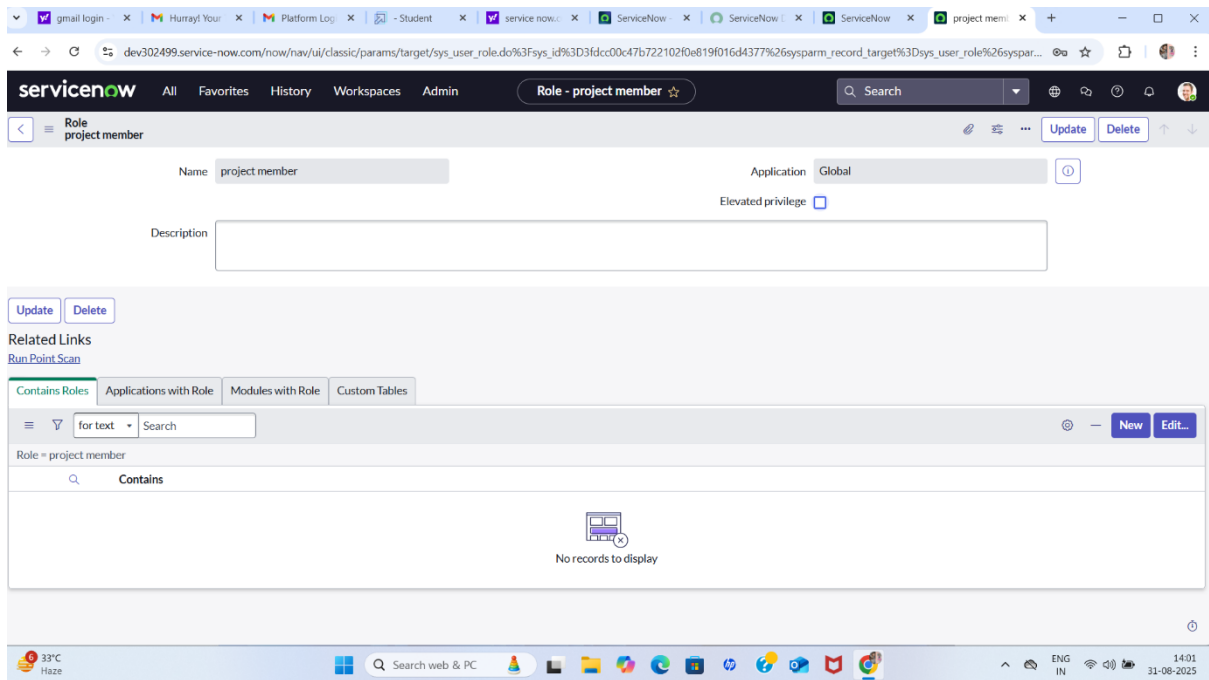 gmail login -
Hurray! Your
Platform Log
- Student
service now.c
ServiceNow -
ServiceNow
ServiceNow
project mem
dev302499.service-now.com/now/nav/ui/classic/params/target/sys_user_role.do%3Fsys_id%3D3fdcc00c47b722102f0e819f016d4377%26sysparm_record_target%3Dsys_user_role%26syspar...
servicenow All Favorites History Workspaces Admin Role - project member Search
Role
project member
Update Delete
Name project member Application Global
Elevated privilege
Description
Update Delete
Related Links
Run Point Scan
Contains Roles Applications with Role Modules with Role Custom Tables
for text Search New Edit...
Role = project member
Contains
No records to display
6 33°C
Haze
Search web & PC
ENG
IN
14:01
31-08-2025